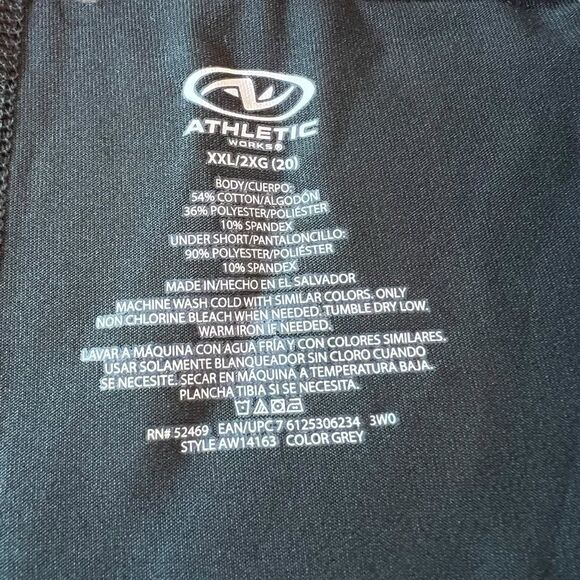 ATHLETIC
WORKS®
XXL/2XG (20)
BODY/CUERPO:
54% COTTON/ALGODÓN
36% POLYESTER/POLIÉSTER
10% SPANDEX
UNDER SHORT/PANTALONCILLO:
90% POLYESTER/POLIÉSTER
10% SPANDEX
MADE IN/HECHO EN EL SALVADOR
MACHINE WASH COLD WITH SIMILAR COLORS. ONLY
NON CHLORINE BLEACH WHEN NEEDED. TUMBLE DRY LOW.
WARM IRON IF NEEDED.
LAVAR A MÁQUINA CON AGUA FRÍA Y CON COLORES SIMILARES.
USAR SOLAMENTE BLANQUEADOR SIN CLORO CUANDO
SE NECESITE. SECAR EN MÁQUINA A TEMPERATURA BAJA.
PLANCHA TIBIA SI SE NECESITA.
RN# 52469 EAN/UPC 7 6125306234 3W0
STYLE AW14163 COLOR GREY